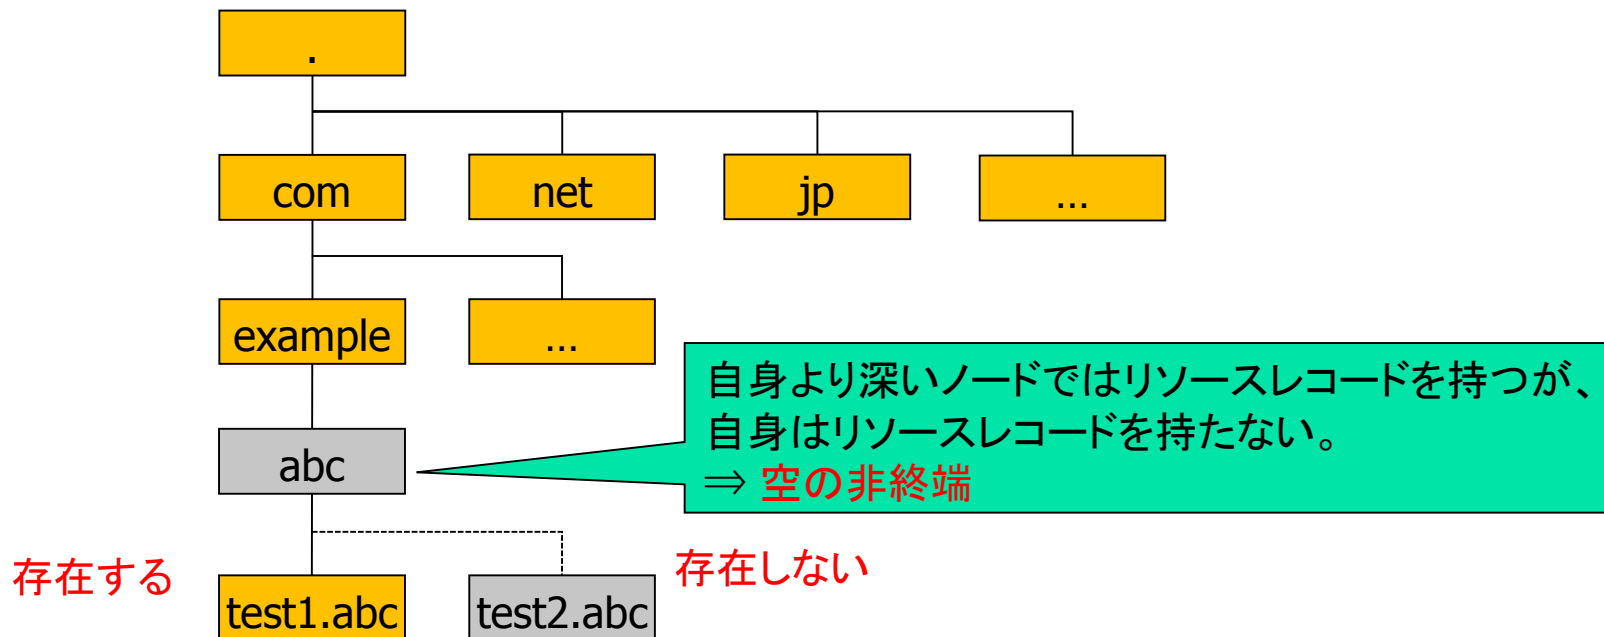 .
com
net
jp
...
example
...
自身より深いノードではリソースレコードを持つが、
自身はリソースレコードを持たない。
⇒ 空の非終端
abc
存在する
存在しない
test1.abc
test2.abc